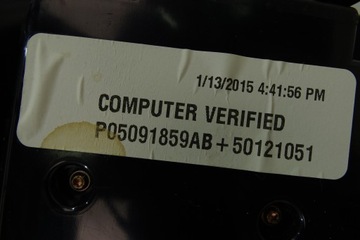 1/13/2015 4:41:56 PM
COMPUTER VERIFIED
P05091859AB+50121051